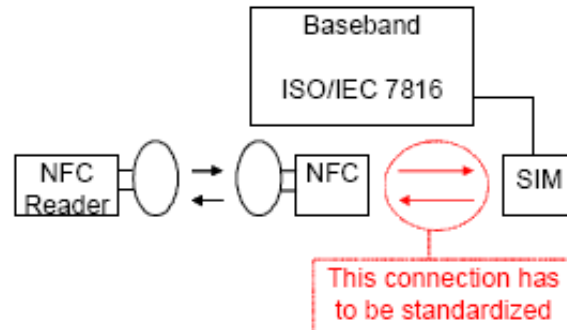 Baseband
ISO/IEC 7816
NFC
Reader
NFC
SIM
This connection has
to be standardized